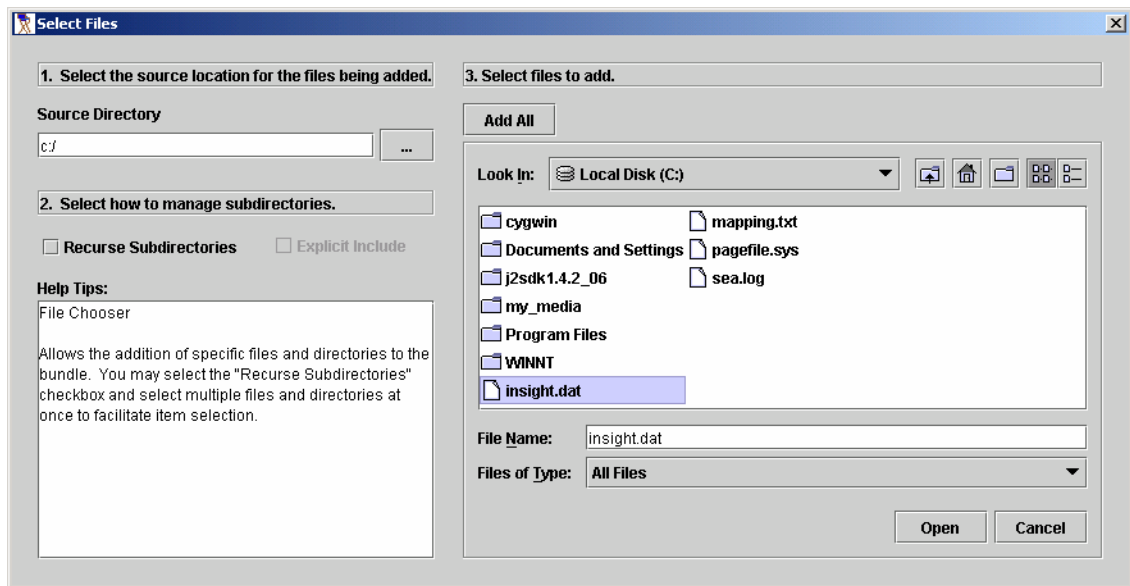 Select Files
1. Select the source location for the files being added.
Source Directory
c:/
...
2. Select how to manage subdirectories.
Recurse Subdirectories
Explicit Include
Help Tips:
File Chooser
Allows the addition of specific files and directories to the
bundle. You may select the "Recurse Subdirectories"
checkbox and select multiple files and directories at
once to facilitate item selection.
3. Select files to add.
Add All
Look In:
Local Disk (C:)
cygwin
Documents and Settings
j2sdk1.4.2_06
my_media
Program Files
WINNT
insight.dat
mapping.txt
pagefile.sys
sea.log
File Name:
insight.dat
Files of Type:
All Files
Open
Cancel